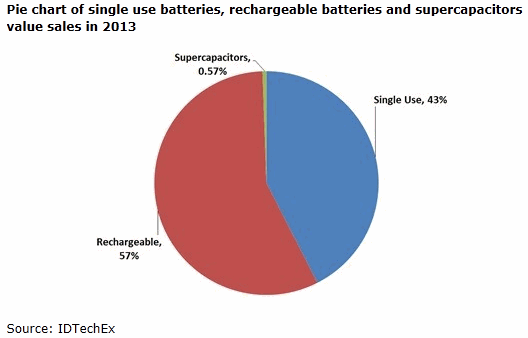 Pie chart of single use batteries, rechargeable batteries and supercapacitors
value sales in 2013
Supercapacitors,
0.57%
Single Use, 43%
Rechargeable,
57%
Source: IDTechEx